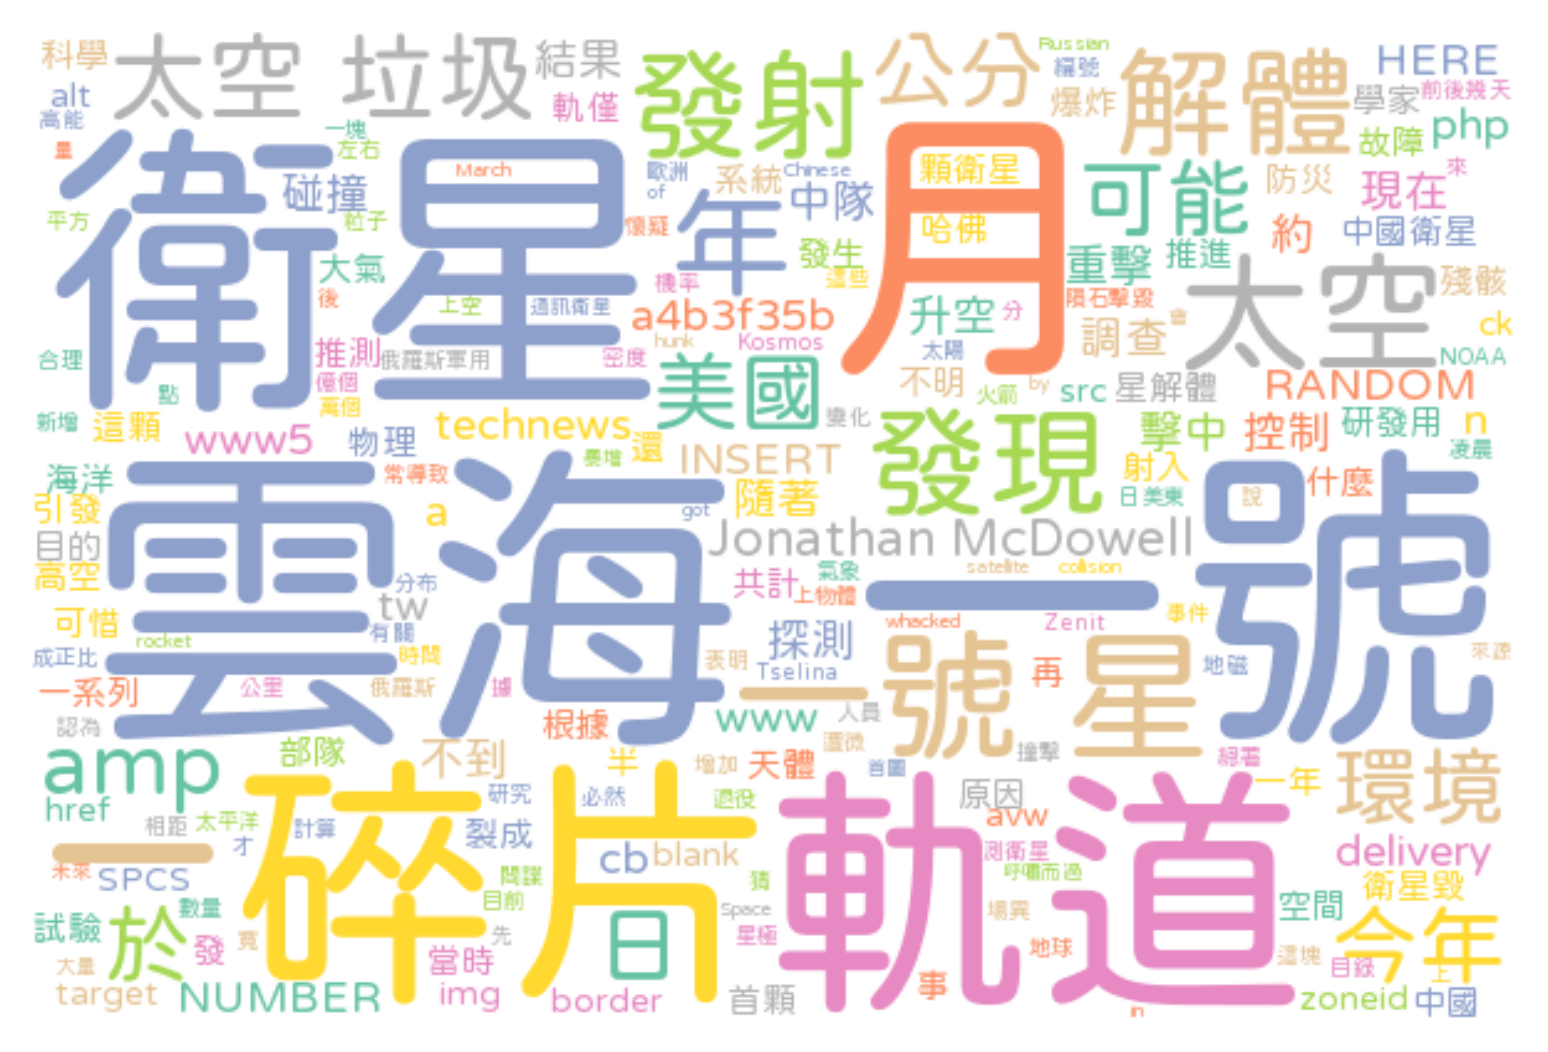 科學 太空 垃圾 結果 發射 公分 Russian 編號 解體 HERE
alt 高能 軌僅 爆炸 學家 前後幾天
量 一塊 左右 故障 php
衛星 碰撞 March 歐洲 of 系統 Chinese 中隊 月 顆衛星 可能 防災 現在 來
平方 粒子 懷疑 年 哈佛 約 中國衛星
大氣 發生 重擊 推進
後 上空 通訊衛星 機率 這些 太空 殘骸
a4b3f35b 升空 分 隕石擊毀 會 ck
合理 推測 俄羅斯軍用 hunk Kosmos 太陽 調查 NOAA
億個 密度 美國 不明 火箭 by src 星解體 RANDOM
點 萬個 變化
新增 這顆 www5 物理 technews 還 發現 擊中 控制 研發用 n
海洋 常導致 暴增 INSERT 射入 什麼 凌晨
雲海 一號 引發 a got 隨著 日美東 說
目的 Jonathan McDowell
高空 分布 共計 氣象 satellite collision
tw 上物體
可惜 rocket 有關 探測 whacked Zenit 事件
成正比 時間 表明 Tselina 一號 星 再 地磁 來源
一系列 公里 俄羅斯 據
認為 根據 www 人員
amp 部隊 不到 半 增加 天體 遭微 首圖 撞擊 總署 一年 環境
href 相距 太平洋 計算 研究 必然 退役 原因
一 才 碎片 裂成 cb blank 軌道 avw 測衛星 delivery
未來 SPCS 間諜 猜 呼嘯而過 衛星毀
試驗 於 數量 目前 日 Space 場異 空間 今年
發 寬 先 星極
大量 當時 地球 這塊 目錄 上
target NUMBER img border 首顆 事 in zoneid 中國